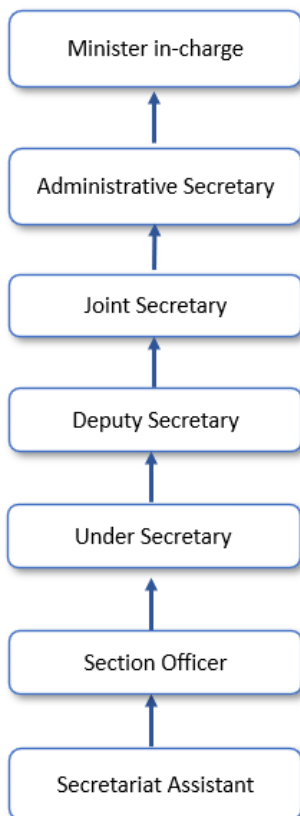 Minister in-charge
Administrative Secretary
Joint Secretary
Deputy Secretary
Under Secretary
Section Officer
Secretariat Assistant